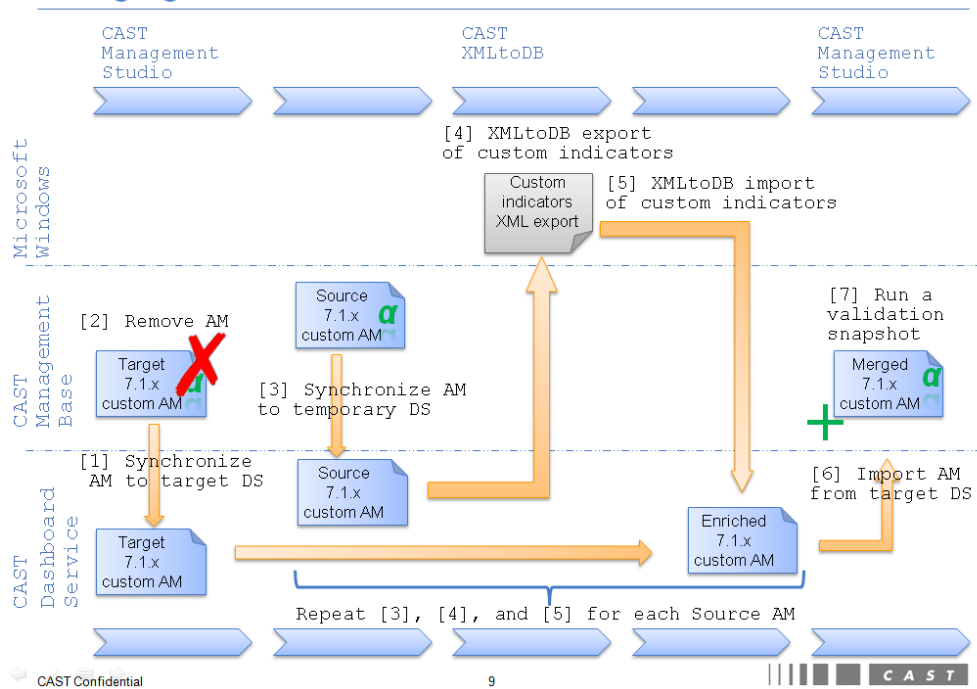 CAST
Management
Studio
CAST
XMLtoDB
CAST
Management
Studio
Microsoft
Windows
[4] XMLtoDB export
of custom indicators
Custom
indicators
XML export
[5] XMLtoDB import
of custom indicators
CAST
Management
Base
[2] Remove AM
Target
7.1.x
custom AM
α
Source
7.1.x
custom AM
α
[3] Synchronize AM
to temporary DS
[7] Run a
validation
snapshot
Merged
7.1.x
custom AM
α
CAST
Dashboard
Service
[1] Synchronize
AM to target DS
Target
7.1.x
custom AM
Source
7.1.x
custom AM
Enriched
7.1.x
custom AM
[6] Import AM
from target DS
Repeat [3], [4], and [5] for each Source AM
CAST Confidential
9
CAST